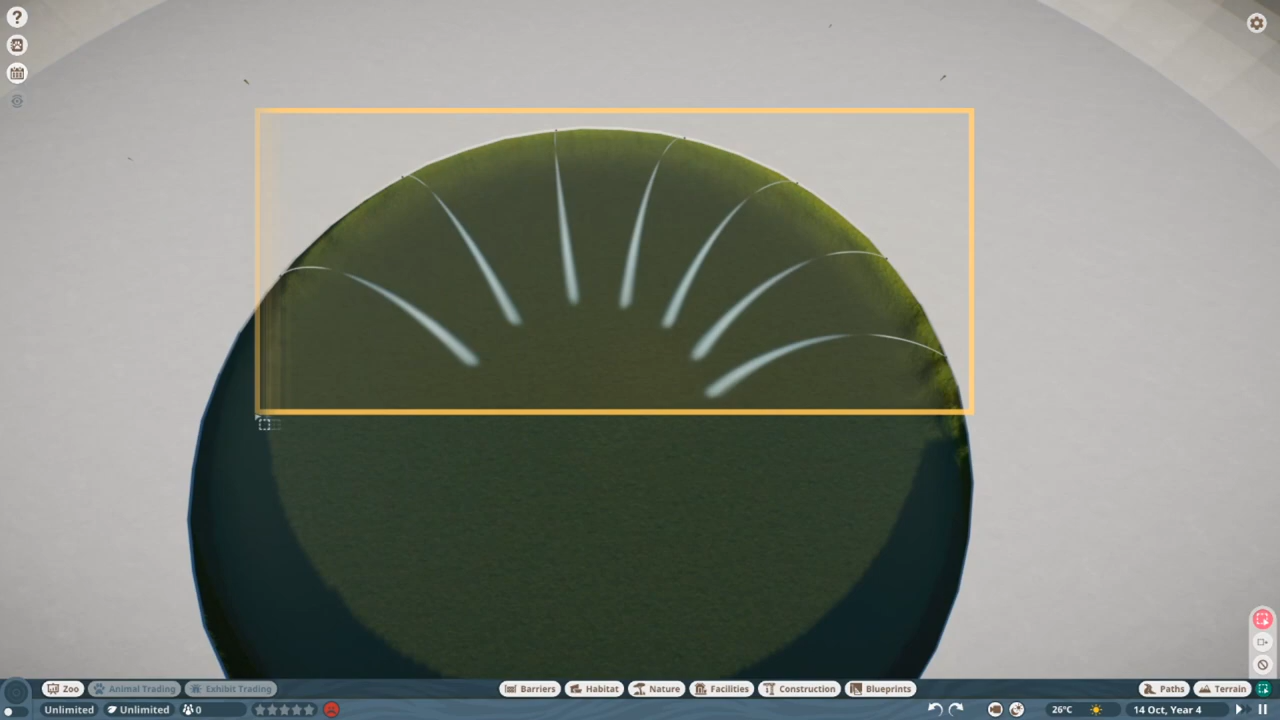 ?
Zoo Animal Trading Exhibit Trading Barriers Habitat Nature Facilities Construction Blueprints Paths Terrain
Unlimited Unlimited 0 26°C 14 Oct, Year 4